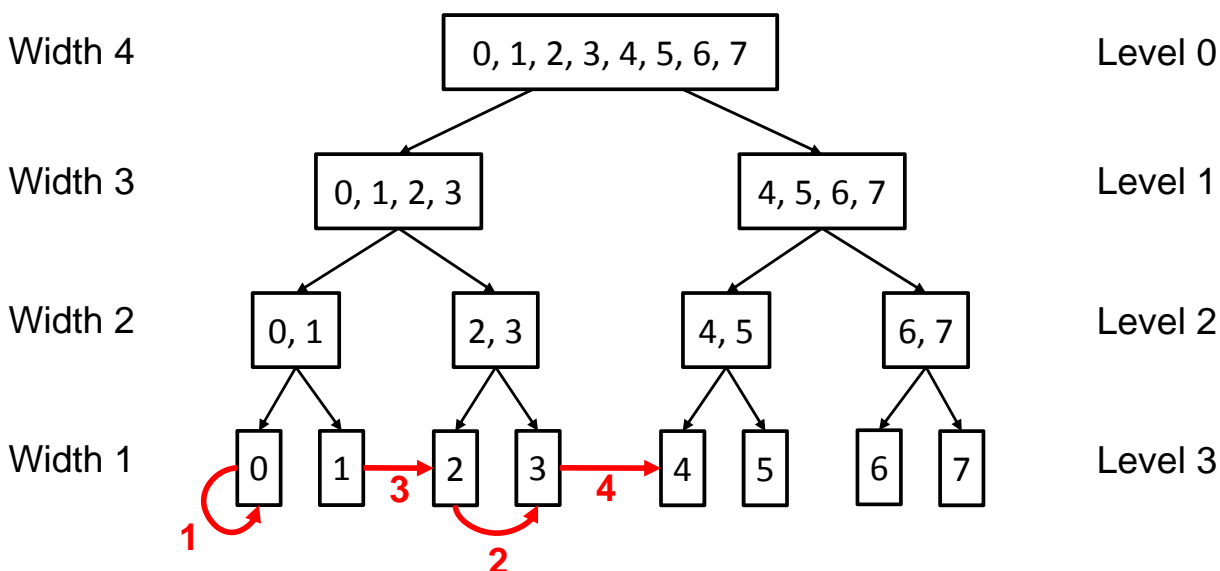 Width 4
0, 1, 2, 3, 4, 5, 6, 7
Level 0
Width 3
0, 1, 2, 3
4, 5, 6, 7
Level 1
Width 2
0, 1
2, 3
4, 5
6, 7
Level 2
Width 1
0
1
2
3
4
5
6
7
Level 3
3
4
1
2